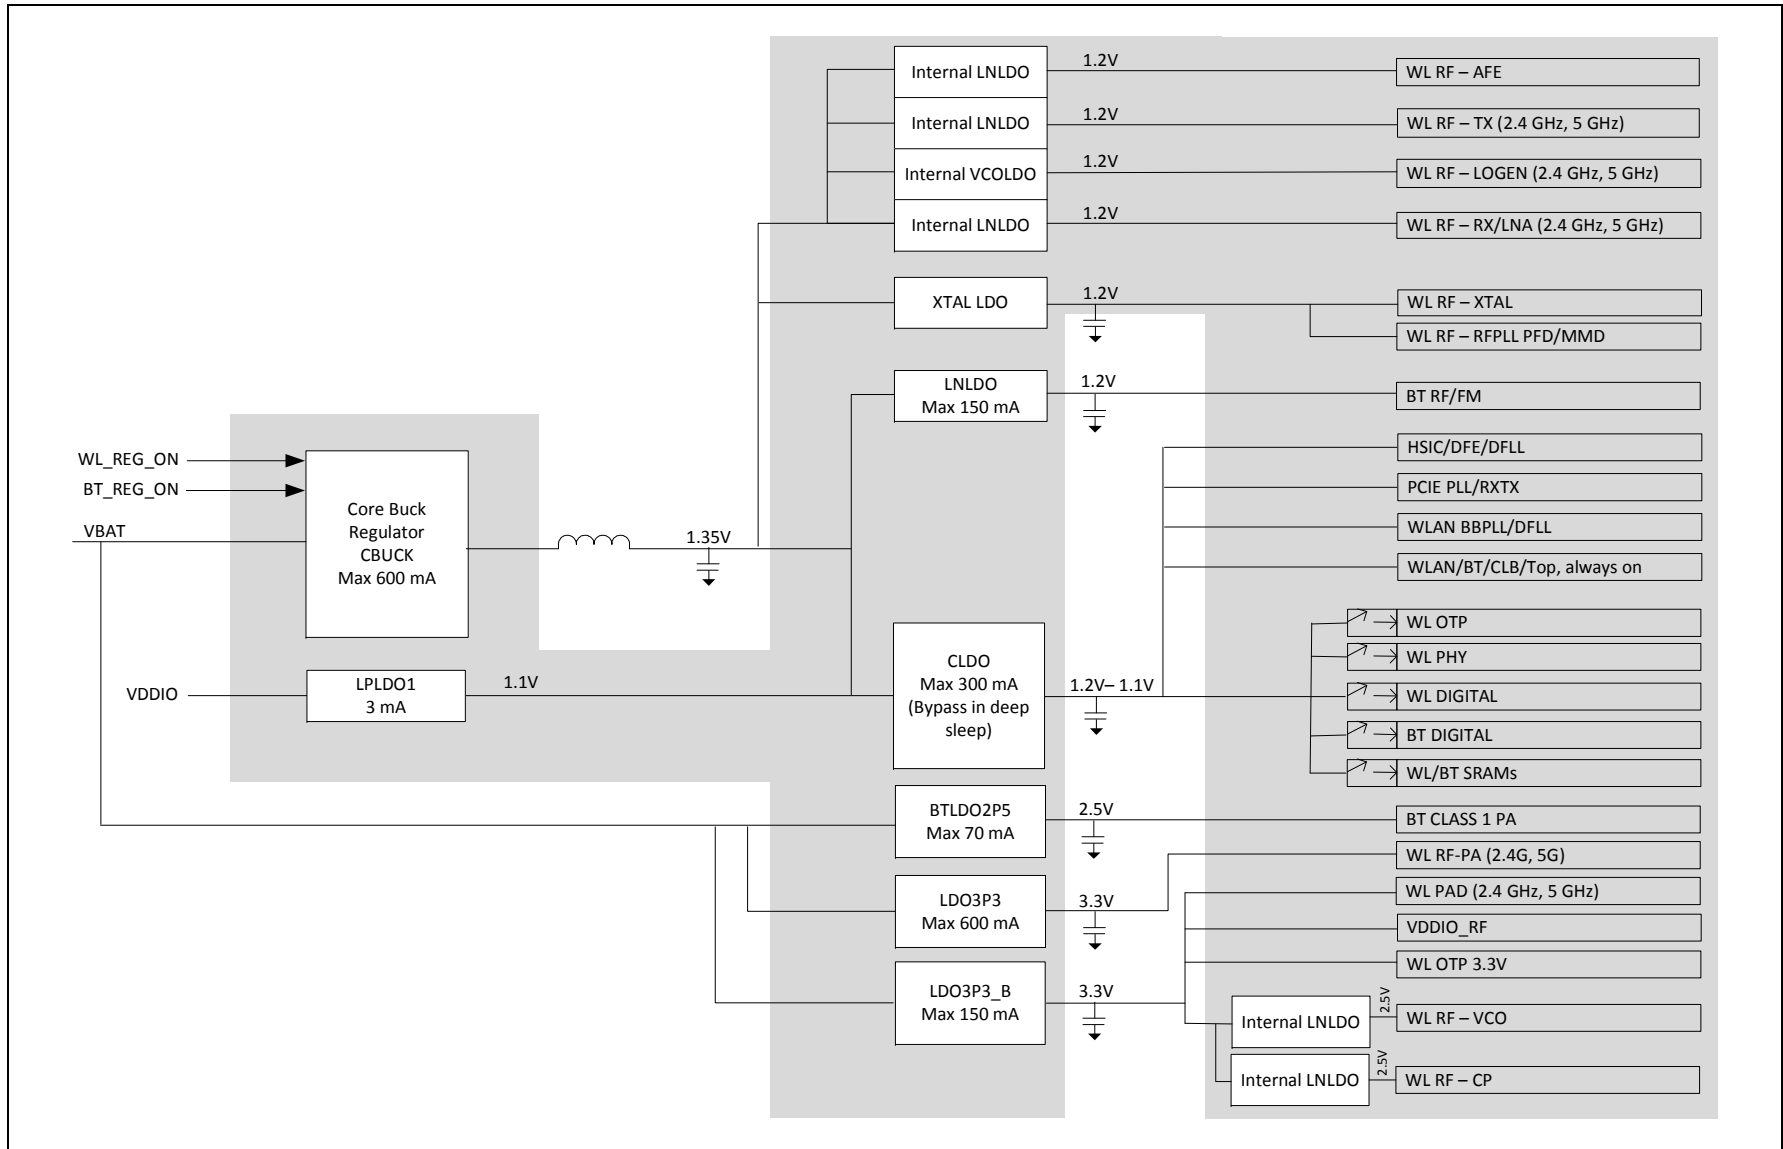 Internal LNLDO
1.2V
WL RF – AFE
Internal LNLDO
1.2V
WL RF – TX (2.4 GHz, 5 GHz)
Internal VCOLDO
1.2V
WL RF – LOGEN (2.4 GHz, 5 GHz)
Internal LNLDO
1.2V
WL RF – RX/LNA (2.4 GHz, 5 GHz)
XTAL LDO
1.2V
WL RF – XTAL
WL RF – RFPLL PFD/MMD
LNLDO
Max 150 mA
1.2V
BT RF/FM
HSIC/DFE/DFLL
PCIE PLL/RXTX
WLAN BBPLL/DFLL
WLAN/BT/CLB/Top, always on
WL_REG_ON
BT_REG_ON
VBAT
Core Buck
Regulator
CBUCK
Max 600 mA
1.35V
VDDIO
LPLDO1
3 mA
1.1V
CLDO
Max 300 mA
(Bypass in deep
sleep)
1.2V– 1.1V
WL OTP
WL PHY
WL DIGITAL
BT DIGITAL
WL/BT SRAMs
BTLDO2P5
Max 70 mA
2.5V
BT CLASS 1 PA
LDO3P3
Max 600 mA
3.3V
WL RF-PA (2.4G, 5G)
WL PAD (2.4 GHz, 5 GHz)
VDDIO_RF
WL OTP 3.3V
LDO3P3_B
Max 150 mA
3.3V
Internal LNLDO
2.5V
WL RF – VCO
Internal LNLDO
2.5V
WL RF – CP